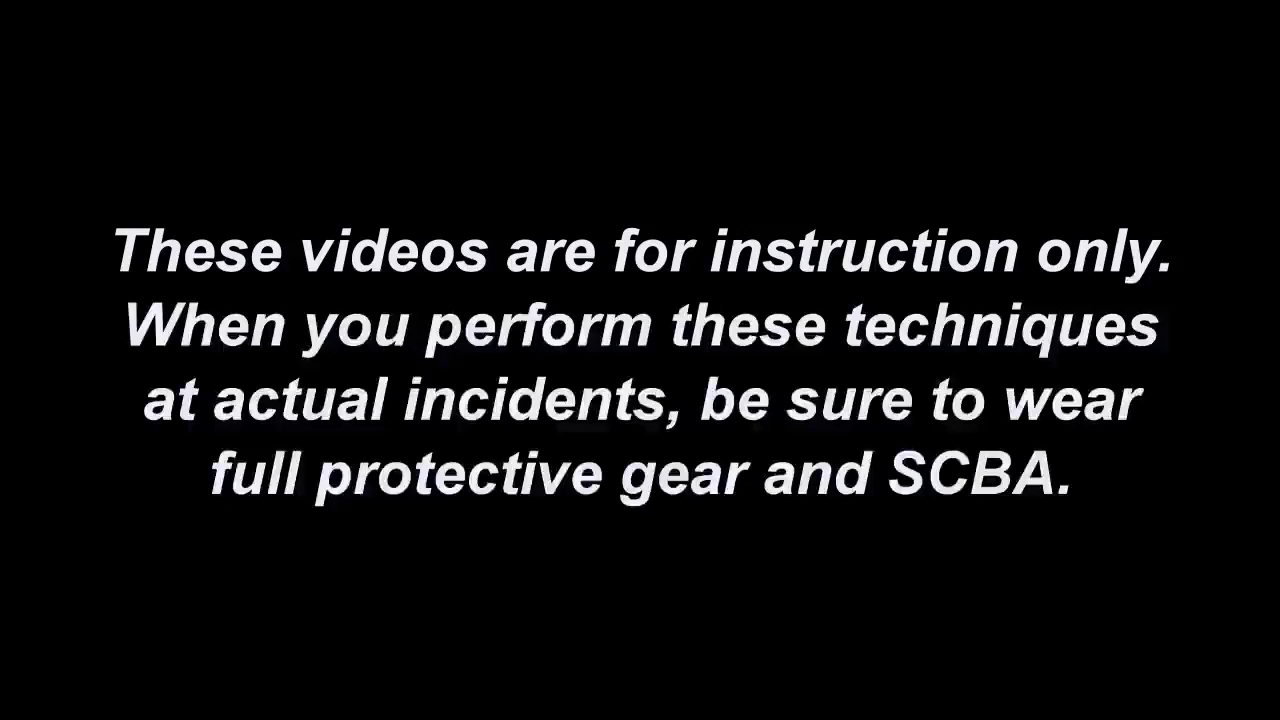 These videos are for instruction only.
When you perform these techniques
at actual incidents, be sure to wear
full protective gear and SCBA.